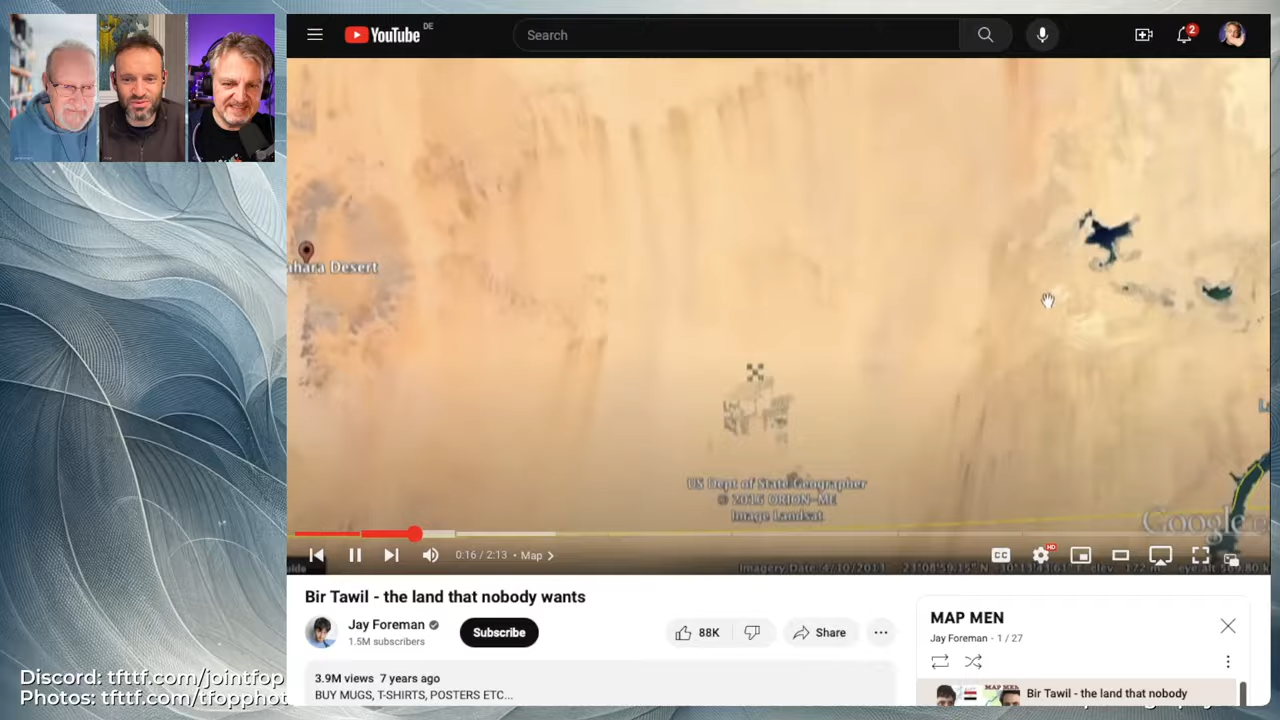 YouTube DE
Search
2
ahara Desert
US Dept of State Geographer
© 2016 ORION-ME
Image Landsat
Google
0:16 / 2:13 • Map
CC
HD
Bir Tawil - the land that nobody wants
Jay Foreman
1.5M subscribers
Subscribe
88K
Share
3.9M views 7 years ago
BUY MUGS, T-SHIRTS, POSTERS ETC...
MAP MEN
Jay Foreman - 1 / 27
Bir Tawil - the land that nobody
Discord: tfttf.com/jointfop
Photos: tfttf.com/tfopphot